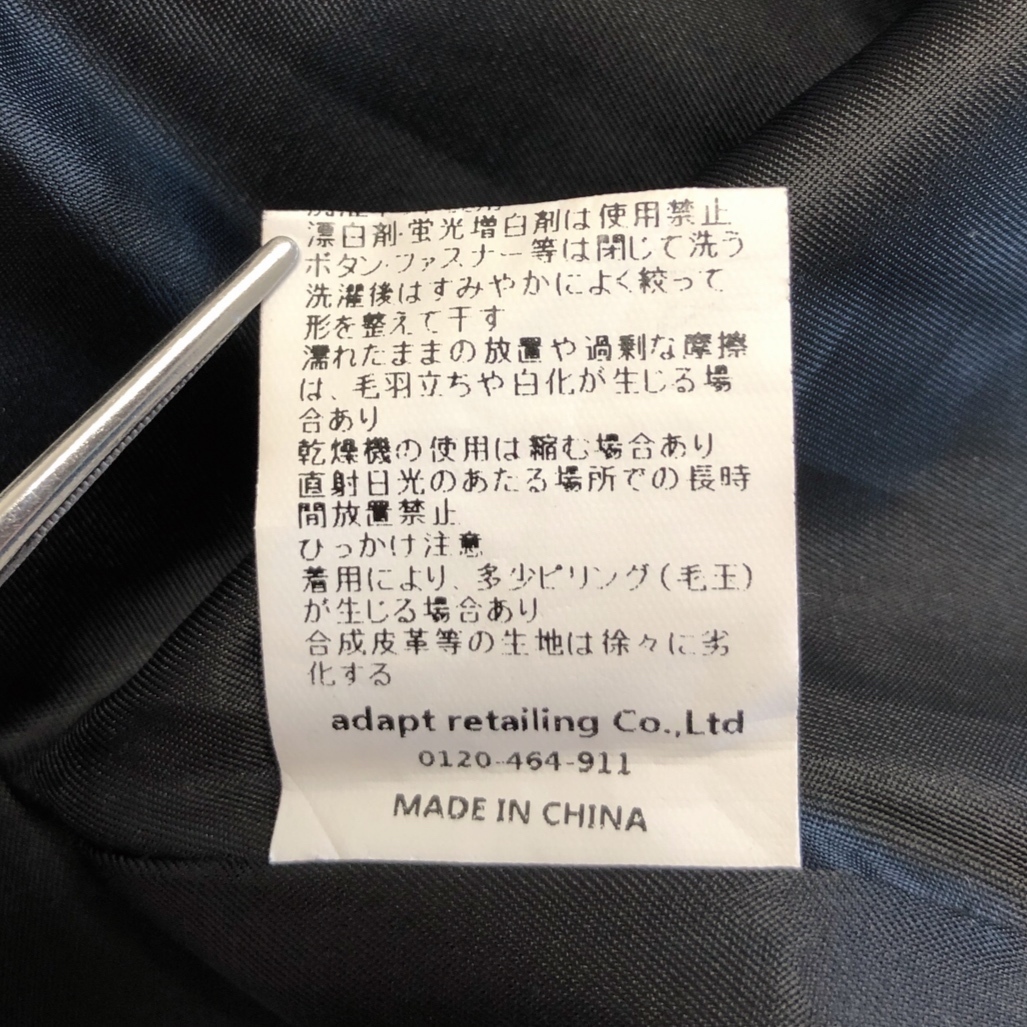 漂白剤・蛍光増白剤は使用禁止
ボタン・ファスナー等は閉じて洗う
洗濯後はすみやかによく絞って
形を整えて干す
濡れたままの放置や過剰な摩擦
は、毛羽立ちや白化が生じる場
合あり
乾燥機の使用は縮む場合あり
直射日光のあたる場所での長時
間放置禁止
ひっかけ注意
着用により、多少ピリング(毛玉)
が生じる場合あり
合成皮革等の生地は徐々に劣
化する
adapt retailing Co.,Ltd
0120-464-911
MADE IN CHINA